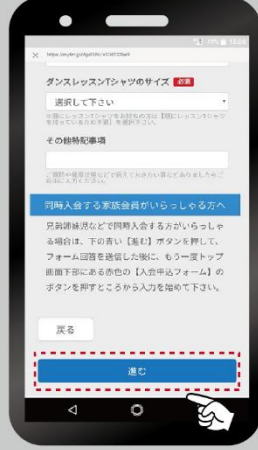 ダンスレッスンTシャツのサイズ 必須
選択して下さい
その他特記事項
同時入会する家族会員がいらっしゃる方へ
兄弟姉妹児などで同時入会する方がいらっしゃ
る場合は、下の青い【進む】ボタンを押して、
フォーム回答を送信した後に、もう一度トップ
画面下部にある赤色の【入会申込フォーム】の
ボタンを押すところから入力を始めて下さい。
戻る
進む